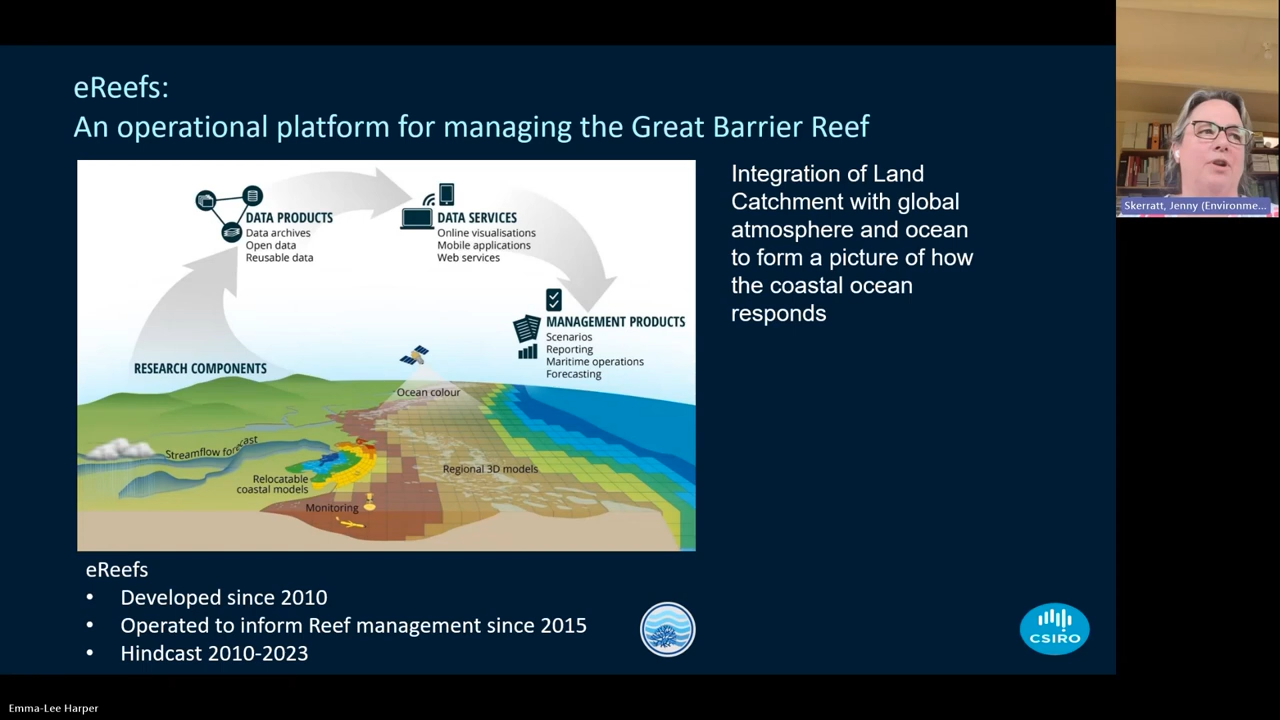 eReefs:
An operational platform for managing the Great Barrier Reef
DATA PRODUCTS
Data archives
Open data
Reusable data
DATA SERVICES
Online visualisations
Mobile applications
Web services
MANAGEMENT PRODUCTS
Scenarios
Reporting
Maritime operations
Forecasting
RESEARCH COMPONENTS
Ocean colour
Streamflow forecast
Relocatable
coastal models
Regional 3D models
Monitoring
Integration of Land
Catchment with global
atmosphere and ocean
to form a picture of how
the coastal ocean
responds
eReefs
• Developed since 2010
• Operated to inform Reef management since 2015
• Hindcast 2010-2023
CSIRO
Skerratt, Jenny (Environme...
Emma-Lee Harper